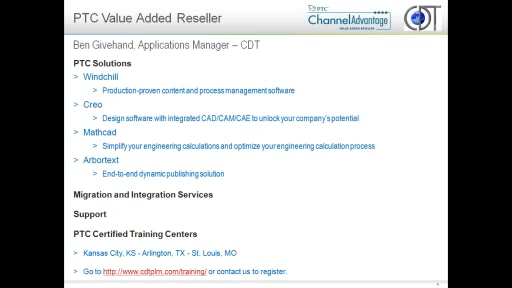 PTC Value Added Reseller
PTC
ChannelAdvantage
VALUE ADDED RESELLER
CDT
Ben Givehand, Applications Manager – CDT
PTC Solutions
> Windchill
> Production-proven content and process management software
> Creo
> Design software with integrated CAD/CAM/CAE to unlock your company's potential
> Mathcad
> Simplify your engineering calculations and optimize your engineering calculation process
> Arbortext
> End-to-end dynamic publishing solution
Migration and Integration Services
Support
PTC Certified Training Centers
> Kansas City, KS - Arlington, TX - St. Louis, MO
> Go to http://www.cdtplm.com/training/ or contact us to register.